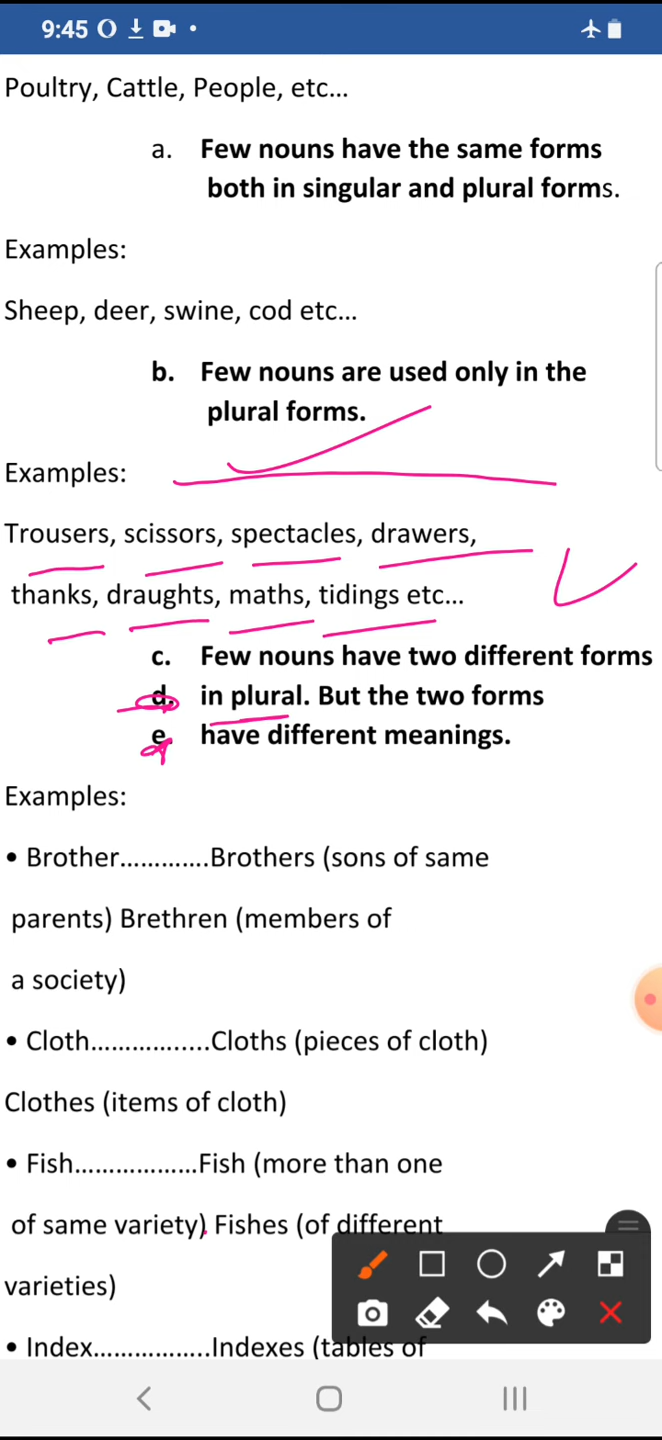 9:45
Poultry, Cattle, People, etc...
a. Few nouns have the same forms
both in singular and plural forms.
Examples:
Sheep, deer, swine, cod etc...
b. Few nouns are used only in the
plural forms.
Examples:
Trousers, scissors, spectacles, drawers,
thanks, draughts, maths, tidings etc...
c. Few nouns have two different forms
d. in plural. But the two forms
e. have different meanings.
Examples:
• Brother.............Brothers (sons of same
parents) Brethren (members of
a society)
• Cloth.................Cloths (pieces of cloth)
Clothes (items of cloth)
• Fish..................Fish (more than one
of same variety). Fishes (of different
varieties)
• Index.................Indexes (tables of